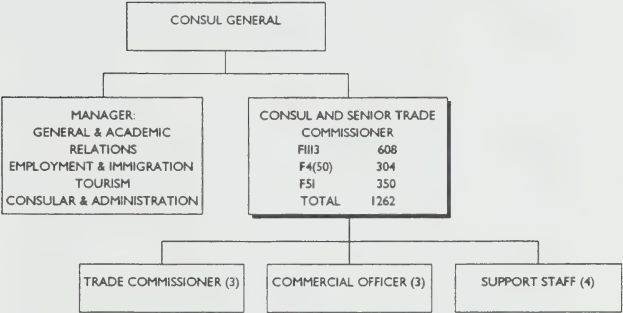 CONSUL GENERAL
MANAGER:
GENERAL & ACADEMIC
RELATIONS
EMPLOYMENT & IMMIGRATION
TOURISM
CONSULAR & ADMINISTRATION
CONSUL AND SENIOR TRADE
COMMISSIONER
FIII3 608
F4(50) 304
F5I 350
TOTAL 1262
TRADE COMMISSIONER (3)
COMMERCIAL OFFICER (3)
SUPPORT STAFF (4)